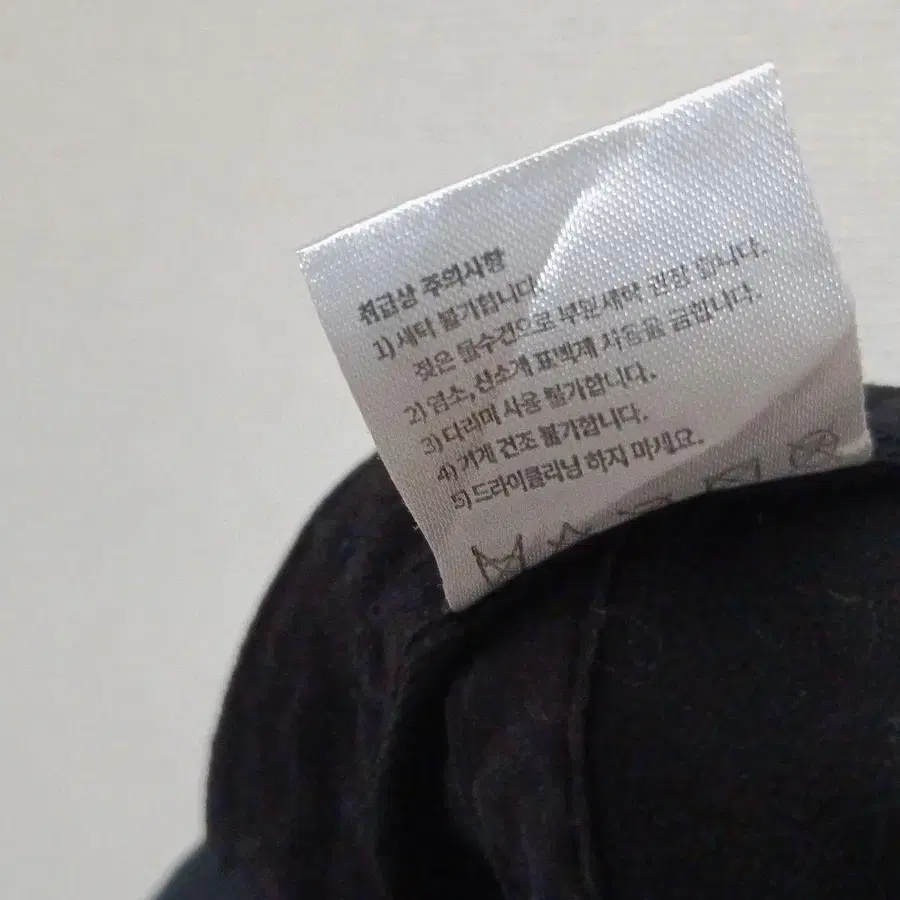 취급상 주의사항
1) 세탁 불가합니다
젖은 물수건으로 부분세탁 권장 합니다.
2) 염소, 산소계 표백제 사용을 금합니다.
3) 다리미 사용 불가합니다.
4) 기계 건조 불가합니다.
5) 드라이클리닝 하지 마세요.